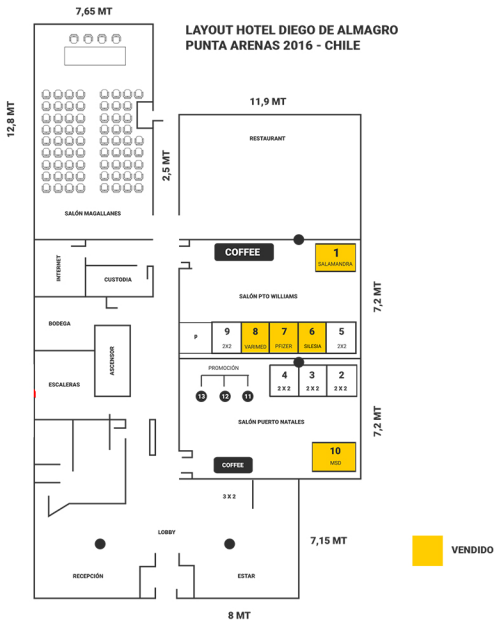 7,65 MT
LAYOUT HOTEL DIEGO DE ALMAGRO
PUNTA ARENAS 2016 - CHILE
12,8 MT
11,9 MT
RESTAURANT
2,5 MT
SALÓN MAGALLANES
COFFEE
1
SALAMANDRA
INTERNET
CUSTODIA
SALÓN PTO WILLIAMS
7,2 MT
BODEGA
P
9
2X2
8
VARIMED
7
PFIZER
6
SILESIA
5
2X2
ASCENSOR
ESCALERAS
PROMOCIÓN
13
12
11
4
2 X 2
3
2 X 2
2
2 X 2
SALÓN PUERTO NATALES
7,2 MT
COFFEE
10
MSD
3 X 2
LOBBY
7,15 MT
RECEPCIÓN
ESTAR
VENDIDO
8 MT